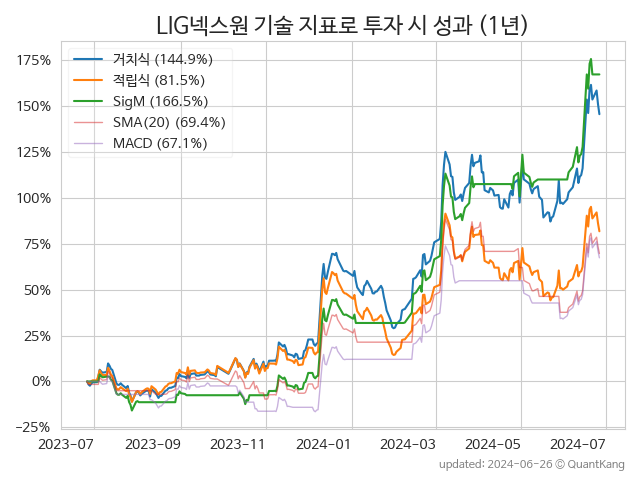 LIG넥스원 기술 지표로 투자 시 성과 (1년)
거치식 (144.9%)
적립식 (81.5%)
SigM (166.5%)
SMA(20) (69.4%)
MACD (67.1%)
175%
150%
125%
100%
75%
50%
25%
0%
−25%
2023-07 2023-09 2023-11 2024-01 2024-03 2024-05 2024-07
updated: 2024-06-26 ⓒ QuantKang